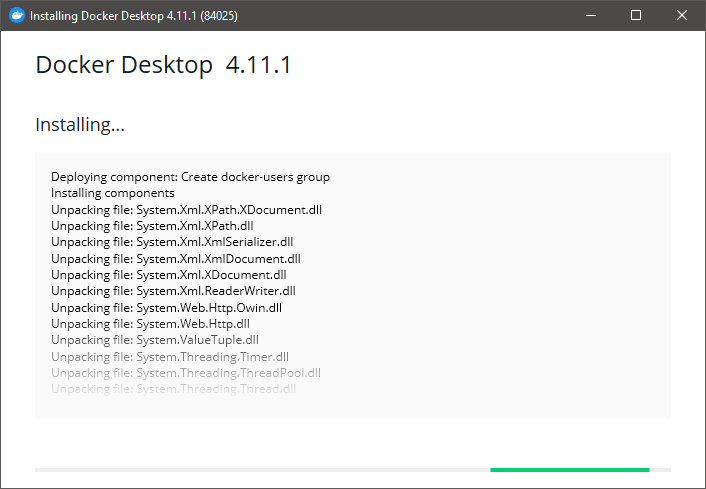 Installing Docker Desktop 4.11.1 (84025)
Docker Desktop 4.11.1
Installing...
Deploying component: Create docker-users group
Installing components
Unpacking file: System.Xml.XPath.XDocument.dll
Unpacking file: System.Xml.XPath.dll
Unpacking file: System.Xml.XmlSerializer.dll
Unpacking file: System.Xml.XmlDocument.dll
Unpacking file: System.Xml.XDocument.dll
Unpacking file: System.Xml.ReaderWriter.dll
Unpacking file: System.Web.Http.Owin.dll
Unpacking file: System.Web.Http.dll
Unpacking file: System.ValueTuple.dll
Unpacking file: System.Threading.Timer.dll
Unpacking file: System.Threading.ThreadPool.dll
Unpacking file: System.Threading.Thread.dll